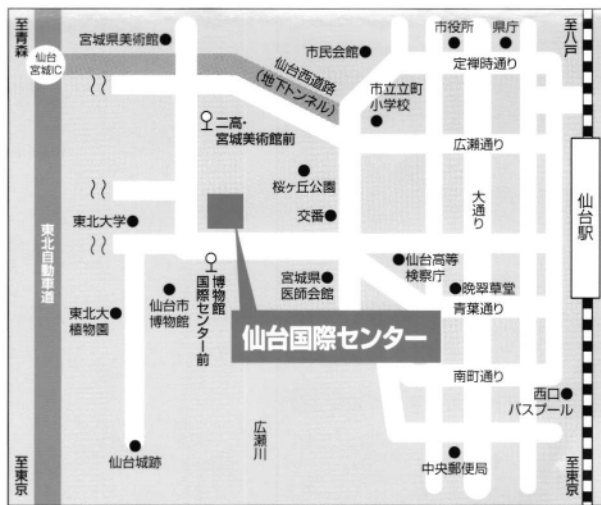 至青森
仙台
宮城IC
宮城県美術館
仙台西道路
(地下トンネル)
市民会館
市役所
県庁
至八戸
定禅時通り
市立立町
小学校
二高・
宮城美術館前
広瀬通り
桜ヶ丘公園
大通り
仙台駅
東北大学
交番
東北自動車道
博物館
国際センター前
宮城県
医師会館
仙台高等
検察庁
晩翠草堂
青葉通り
東北大
植物園
仙台市
博物館
仙台国際センター
南町通り
西口
バスプール
広瀬川
仙台城跡
中央郵便局
至東京
至東京